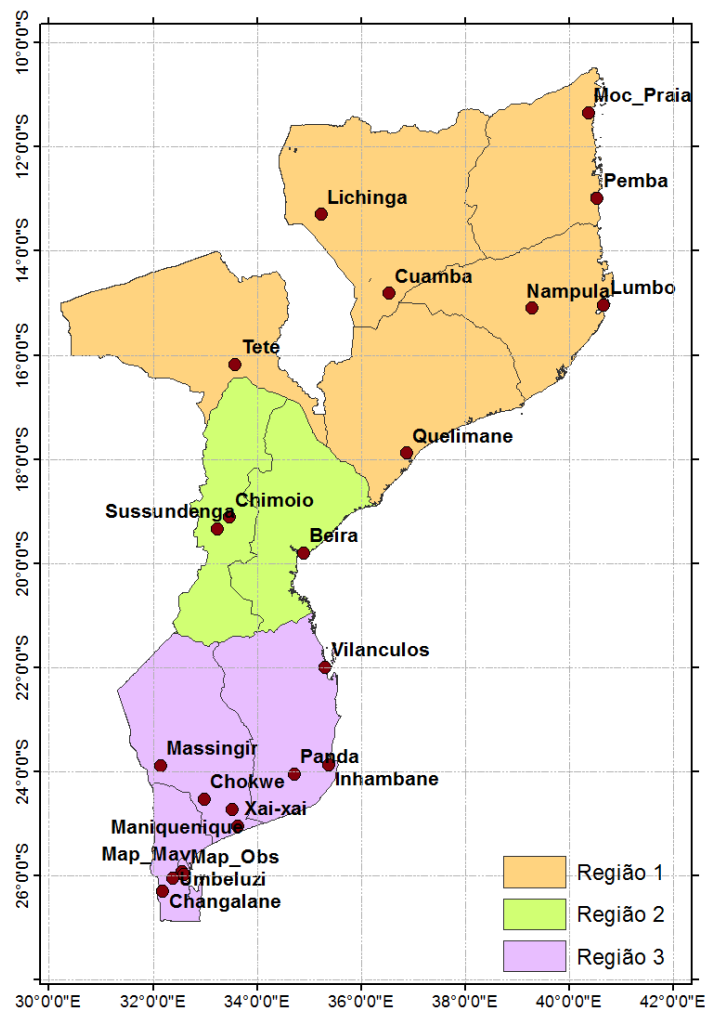 10°0'0"S
12°0'0"S
14°0'0"S
16°0'0"S
18°0'0"S
20°0'0"S
22°0'0"S
24°0'0"S
26°0'0"S
Moc_Praia
Pemba
Lichinga
Cuamba
Nampula
Lumbo
Tete
Quelimane
Chimoio
Sussundenga
Beira
Vilanculos
Massingir
Panda
Inhambane
Chokwe
Xai-xai
Maniquenique
Map_Mav
Map_Obs
Umbeluzi
Changalane
Região 1
Região 2
Região 3
30°0'0"E
32°0'0"E
34°0'0"E
36°0'0"E
38°0'0"E
40°0'0"E
42°0'0"E